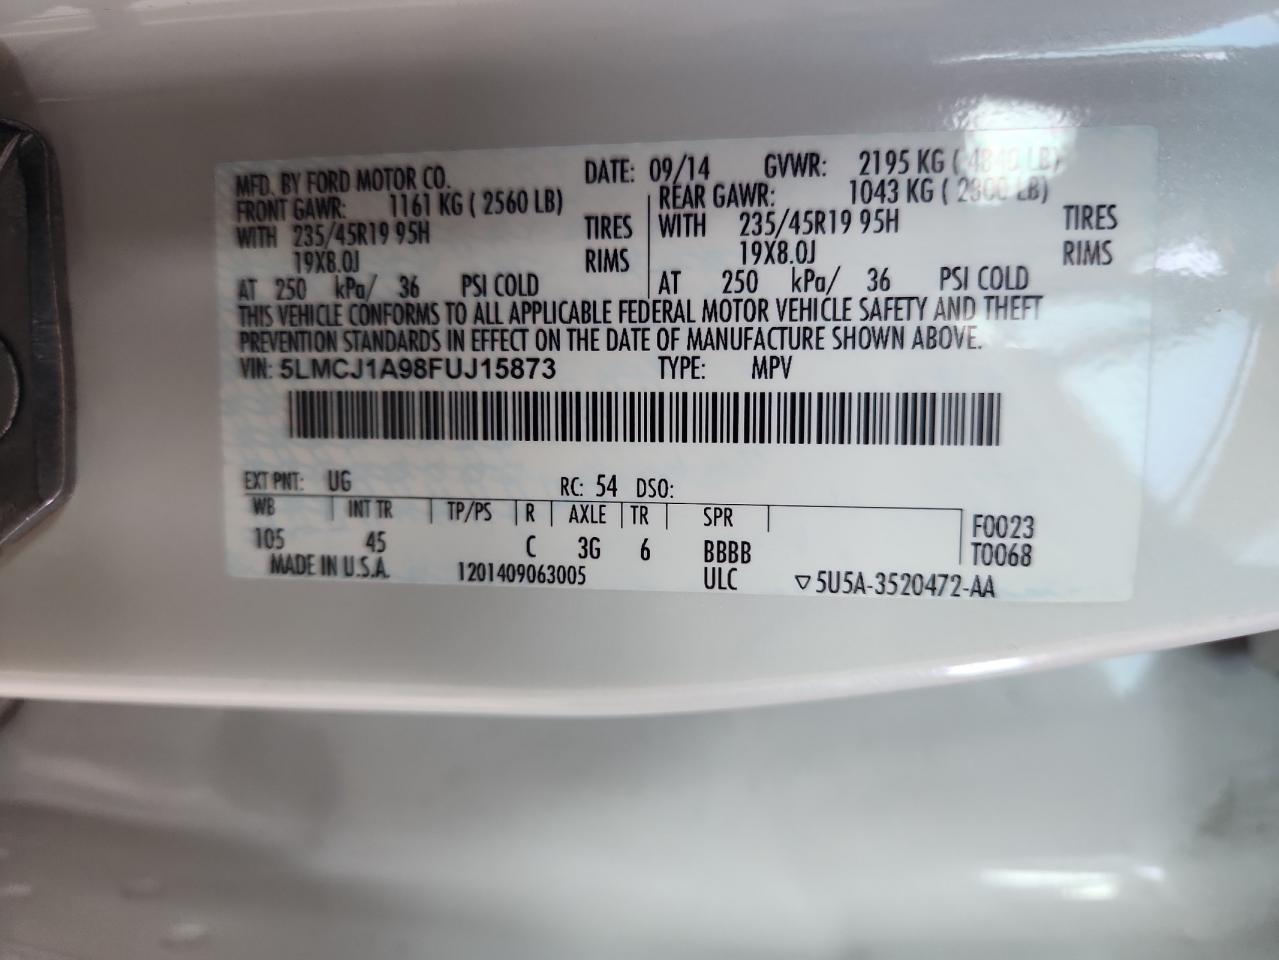 MFD. BY FORD MOTOR CO. DATE: 09/14 GVWR: 2195 KG ( 4840 LB)
FRONT GAWR: 1161 KG ( 2560 LB) REAR GAWR: 1043 KG ( 2300 LB)
WITH 235/45R19 95H TIRES WITH 235/45R19 95H TIRES
19X8.0J RIMS 19X8.0J RIMS
AT 250 kPa/ 36 PSI COLD AT 250 kPa/ 36 PSI COLD
THIS VEHICLE CONFORMS TO ALL APPLICABLE FEDERAL MOTOR VEHICLE SAFETY AND THEFT
PREVENTION STANDARDS IN EFFECT ON THE DATE OF MANUFACTURE SHOWN ABOVE.
VIN: 5LMCJ1A98FUJ15873 TYPE: MPV
EXT PNT: UG RC: 54 DSO:
WB INT TR TP/PS R AXLE TR SPR F0023
105 45 C 3G 6 BBBB T0068
MADE IN U.S.A. 1201409063005 ULC ▽5U5A-3520472-AA